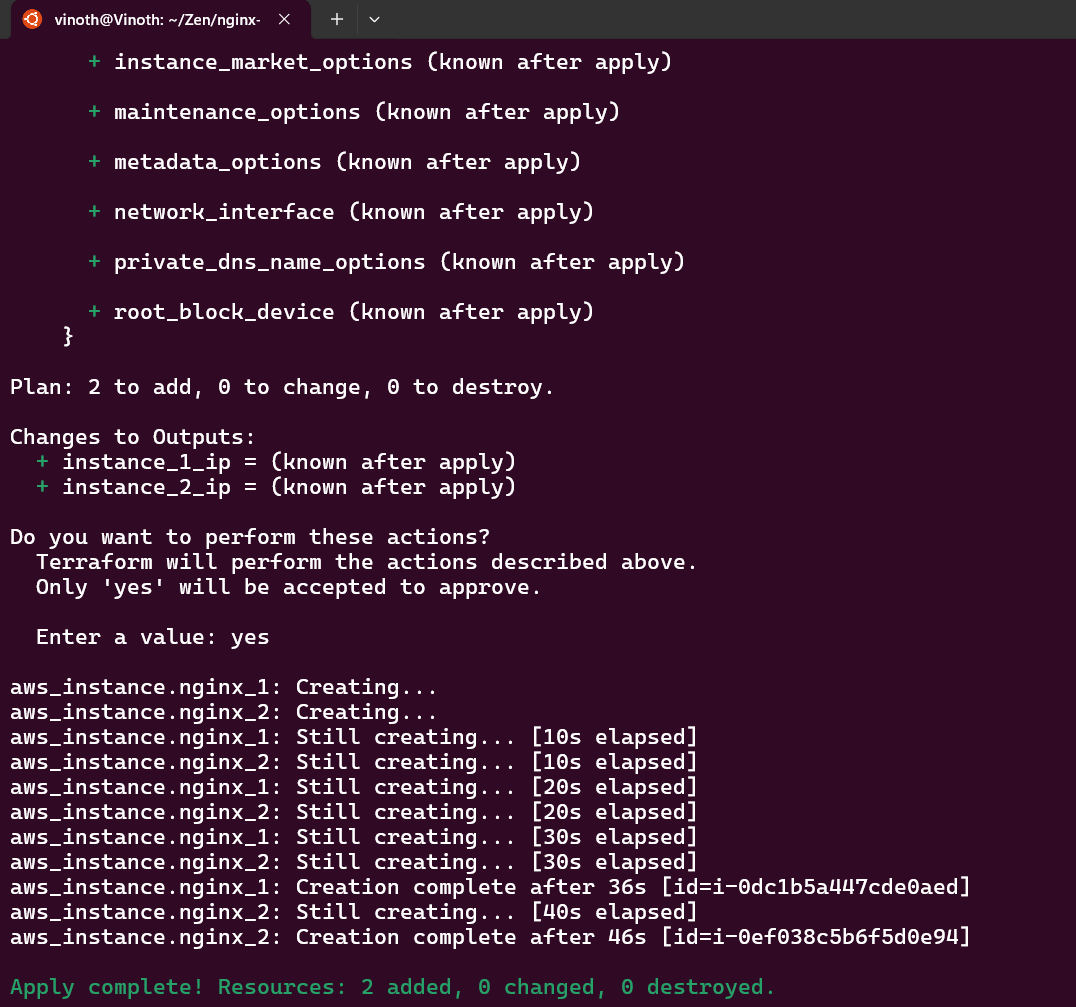 vinoth@Vinoth: ~/Zen/nginx-
+ instance_market_options (known after apply)
+ maintenance_options (known after apply)
+ metadata_options (known after apply)
+ network_interface (known after apply)
+ private_dns_name_options (known after apply)
+ root_block_device (known after apply)
}
Plan: 2 to add, 0 to change, 0 to destroy.
Changes to Outputs:
+ instance_1_ip = (known after apply)
+ instance_2_ip = (known after apply)
Do you want to perform these actions?
Terraform will perform the actions described above.
Only 'yes' will be accepted to approve.
Enter a value: yes
aws_instance.nginx_1: Creating...
aws_instance.nginx_2: Creating...
aws_instance.nginx_1: Still creating... [10s elapsed]
aws_instance.nginx_2: Still creating... [10s elapsed]
aws_instance.nginx_1: Still creating... [20s elapsed]
aws_instance.nginx_2: Still creating... [20s elapsed]
aws_instance.nginx_1: Still creating... [30s elapsed]
aws_instance.nginx_2: Still creating... [30s elapsed]
aws_instance.nginx_1: Creation complete after 36s [id=i-0dc1b5a447cde0aed]
aws_instance.nginx_2: Still creating... [40s elapsed]
aws_instance.nginx_2: Creation complete after 46s [id=i-0ef038c5b6f5d0e94]
Apply complete! Resources: 2 added, 0 changed, 0 destroyed.